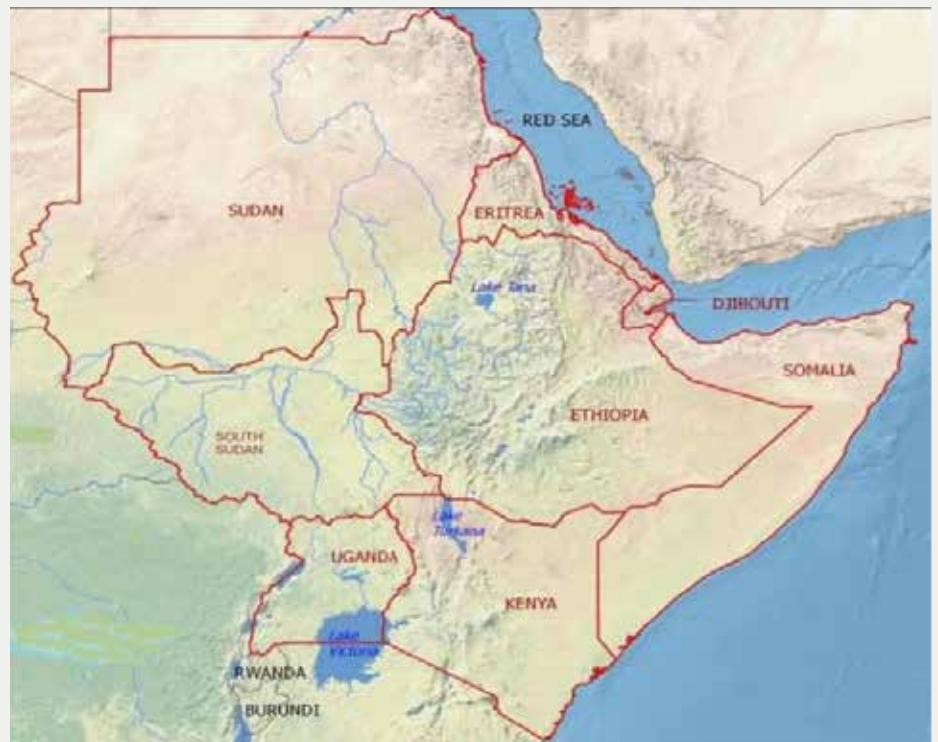 RED SEA
SUDAN
ERITREA
Lake Tana
DJIBOUTI
SOMALIA
ETHIOPIA
SOUTH
SUDAN
Lake
Turkana
UGANDA
KENYA
Lake
Victoria
RWANDA
BURUNDI